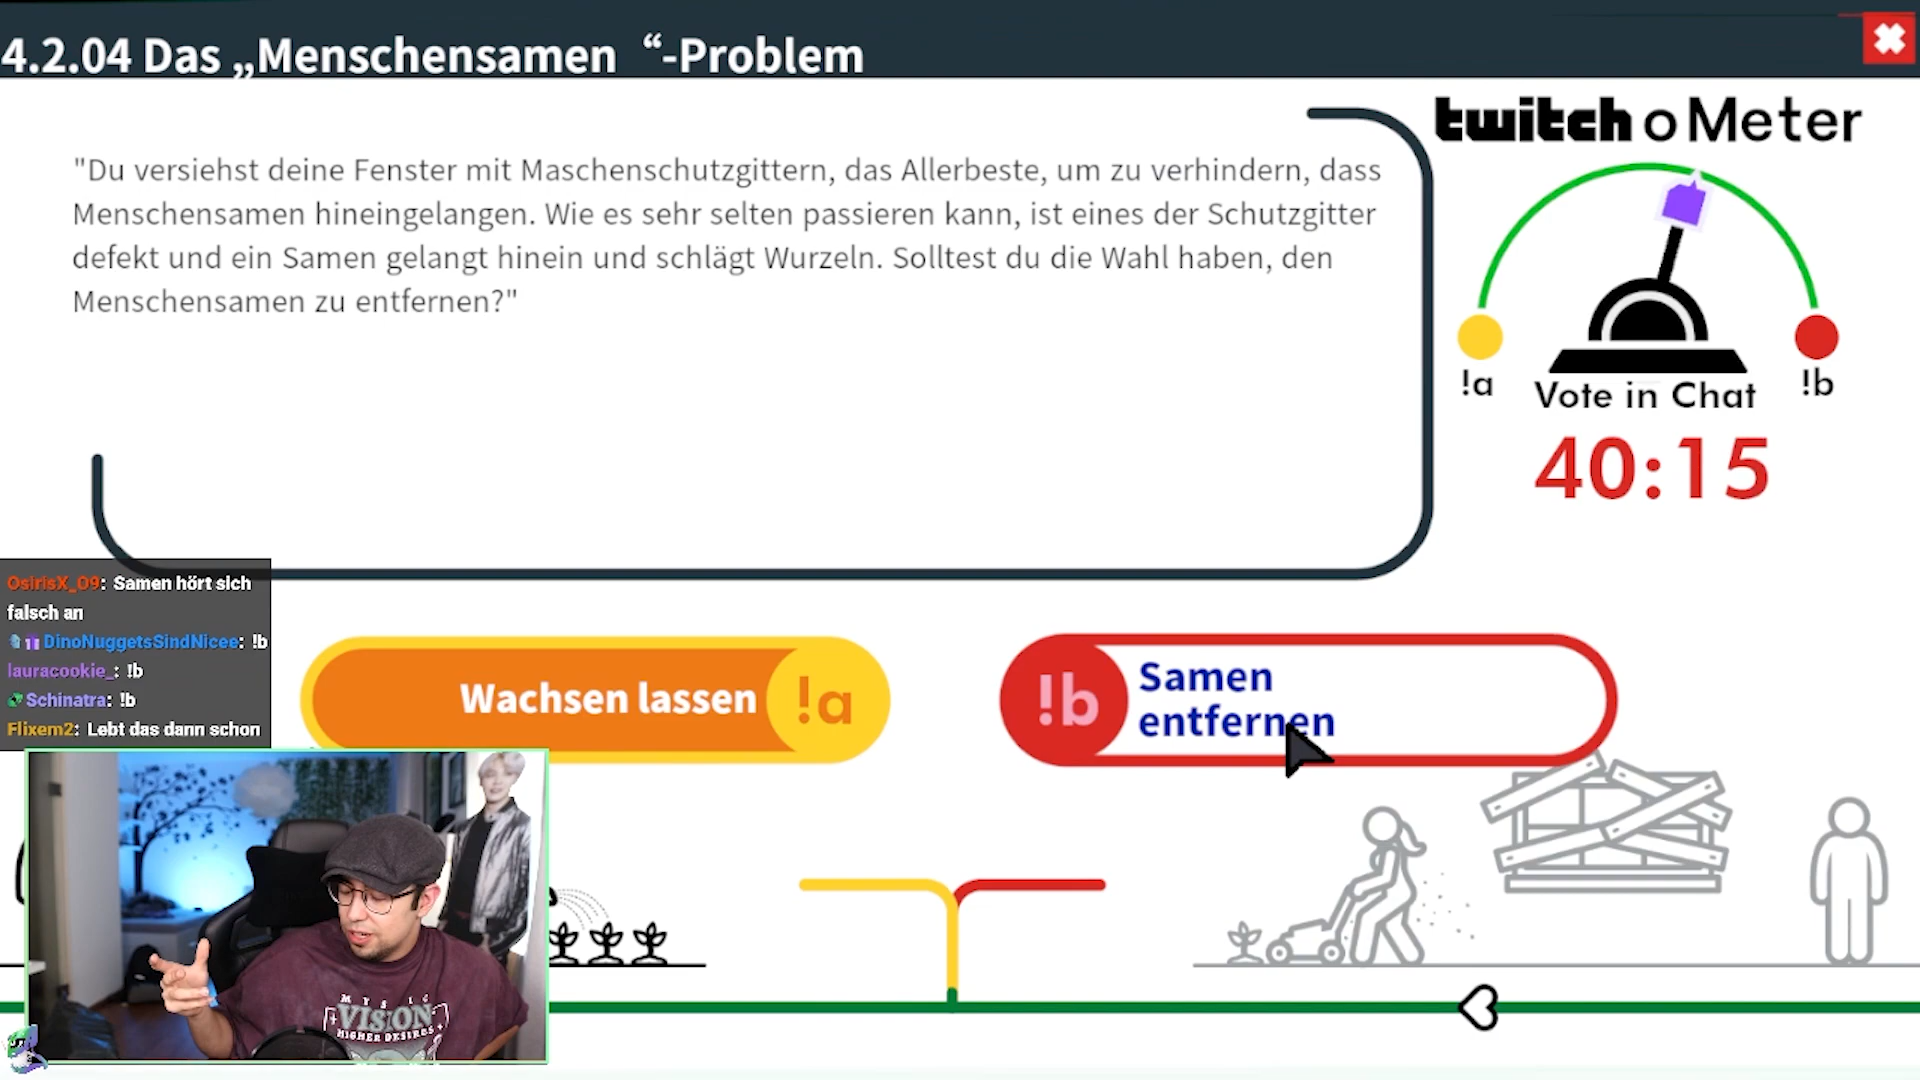 4.2.04 Das „Menschensamen “-Problem
"Du versiehst deine Fenster mit Maschenschutzgittern, das Allerbeste, um zu verhindern, dass
Menschensamen hineingelangen. Wie es sehr selten passieren kann, ist eines der Schutzgitter
defekt und ein Samen gelangt hinein und schlägt Wurzeln. Solltest du die Wahl haben, den
Menschensamen zu entfernen?"
twitch o Meter
!a
Vote in Chat
!b
40:15
OsirisX_09: Samen hört sich
falsch an
DinoNuggetsSindNicee: !b
lauracookie_: !b
Schinatra: !b
Flixem2: Lebt das dann schon
Wachsen lassen !a
!b Samen
entfernen
MYSTIC
VISION
HIGHER DESIRES